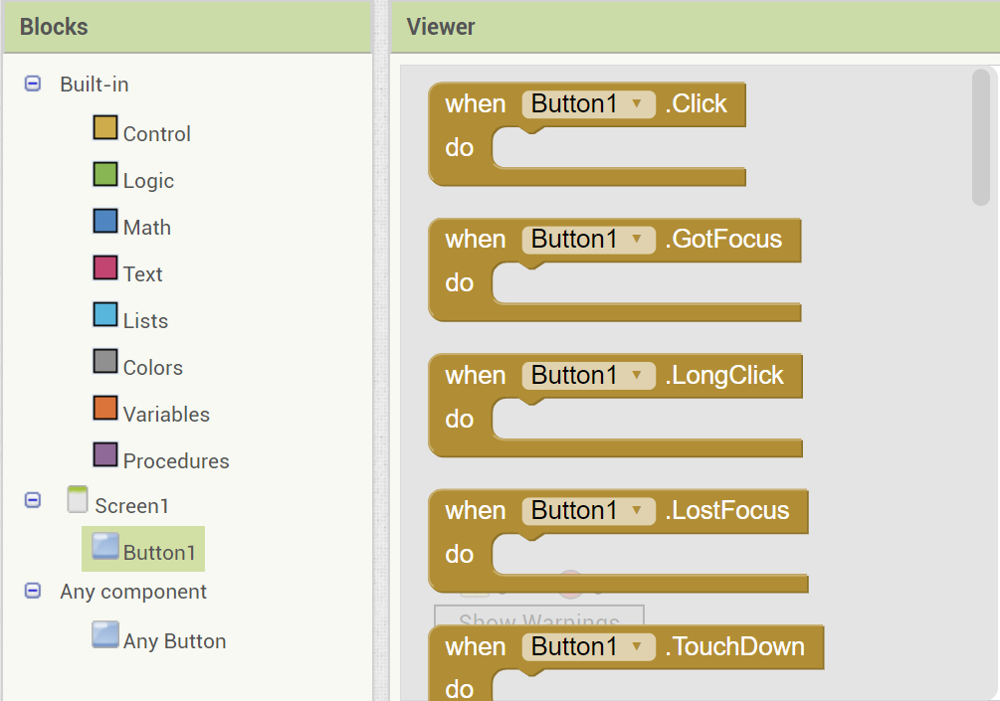 Blocks
Built-in
Control
Logic
Math
Text
Lists
Colors
Variables
Procedures
Screen1
Button1
Any component
Any Button
Viewer
when Button1 .Click
do
when Button1 .GotFocus
do
when Button1 .LongClick
do
when Button1 .LostFocus
do
Show Warnings
when Button1 .TouchDown
do